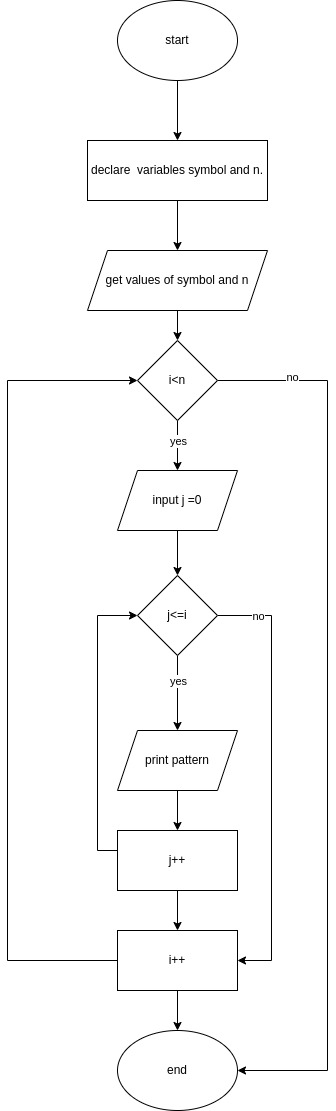 start
declare  variables symbol and n.
get values of symbol and n
i<n
no
yes
input j =0
j<=i
no
yes
print pattern
j++
i++
end